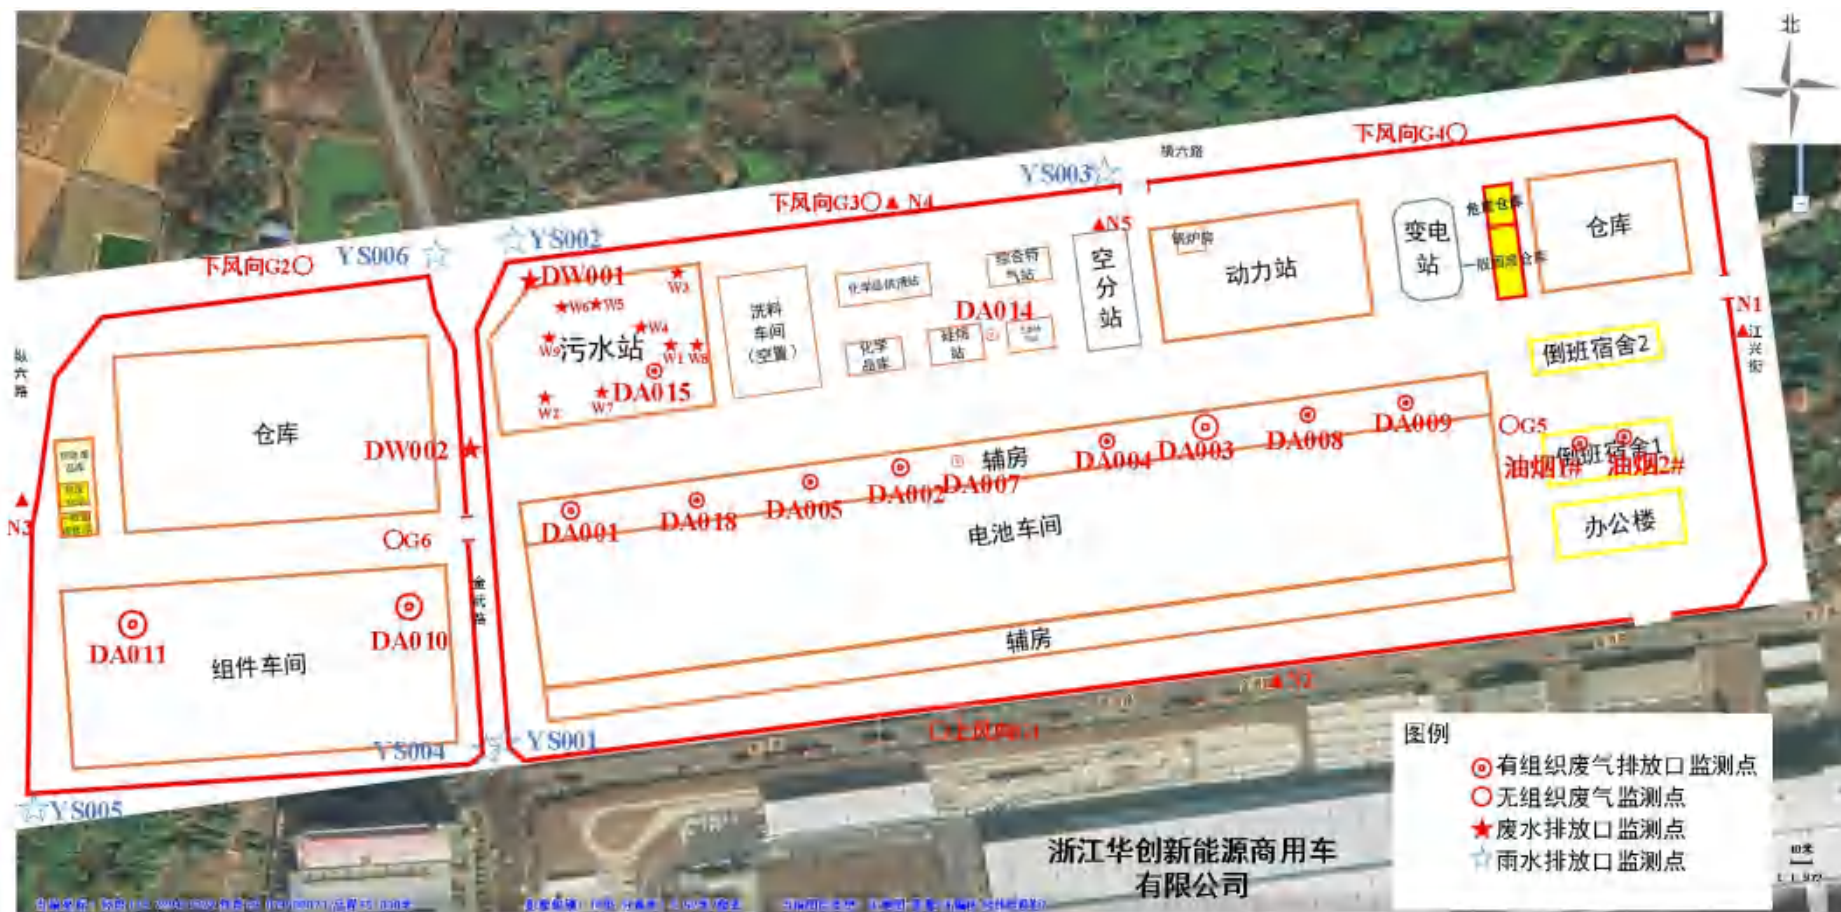 北
下风向G4
横六路
YS003
下风向G3
N4
N5
YS002
YS006
下风向G2
DW001
W3
W6
W5
W4
W9
污水站
W1
W8
DA015
W2
W7
洗料
车间
（空置）
综合特
气站
DA014
化学
品库
硅烷
站
空
分
站
锅炉房
动力站
变电
站
危废仓库
一般固废仓库
仓库
N1
江
兴
街
倒班宿舍2
纵
六
路
仓库
DW002
N3
G6
金
武
路
DA009
DA008
DA003
DA004
辅房
DA007
DA002
DA005
DA018
DA001
G5
倒班宿舍1
油烟1#
油烟2#
办公楼
电池车间
DA011
DA010
组件车间
辅房
N2
上风向G1
YS004
YS001
YS005
图例
有组织废气排放口监测点
无组织废气监测点
废水排放口监测点
雨水排放口监测点
浙江华创新能源商用车
有限公司